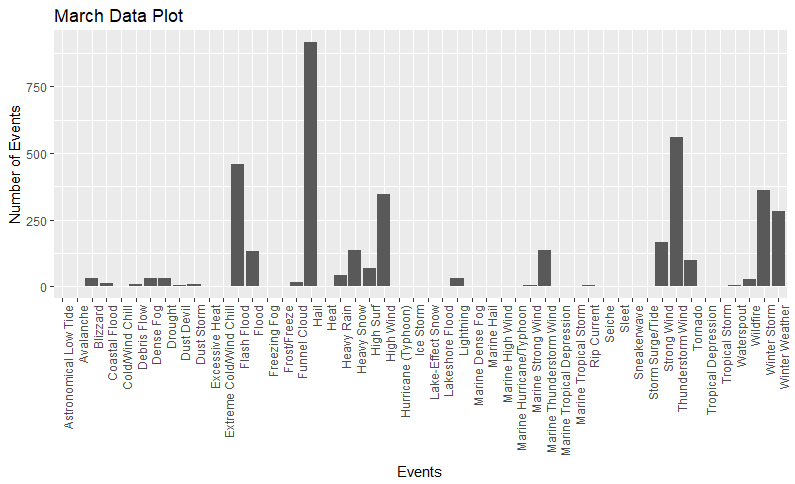 March Data Plot
Number of Events
750
500
250
0
Astronomical Low Tide
Avalanche
Blizzard
Coastal Flood
Cold/Wind Chill
Debris Flow
Dense Fog
Drought
Dust Devil
Dust Storm
Excessive Heat
Extreme Cold/Wind Chill
Flash Flood
Flood
Freezing Fog
Frost/Freeze
Funnel Cloud
Hail
Heat
Heavy Rain
Heavy Snow
High Surf
High Wind
Hurricane (Typhoon)
Ice Storm
Lake-Effect Snow
Lakeshore Flood
Lightning
Marine Dense Fog
Marine Hail
Marine High Wind
Marine Hurricane/Typhoon
Marine Strong Wind
Marine Thunderstorm Wind
Marine Tropical Depression
Marine Tropical Storm
Rip Current
Seiche
Sleet
Sneakerwave
Storm Surge/Tide
Strong Wind
Thunderstorm Wind
Tornado
Tropical Depression
Tropical Storm
Waterspout
Wildfire
Winter Storm
Winter Weather
Events